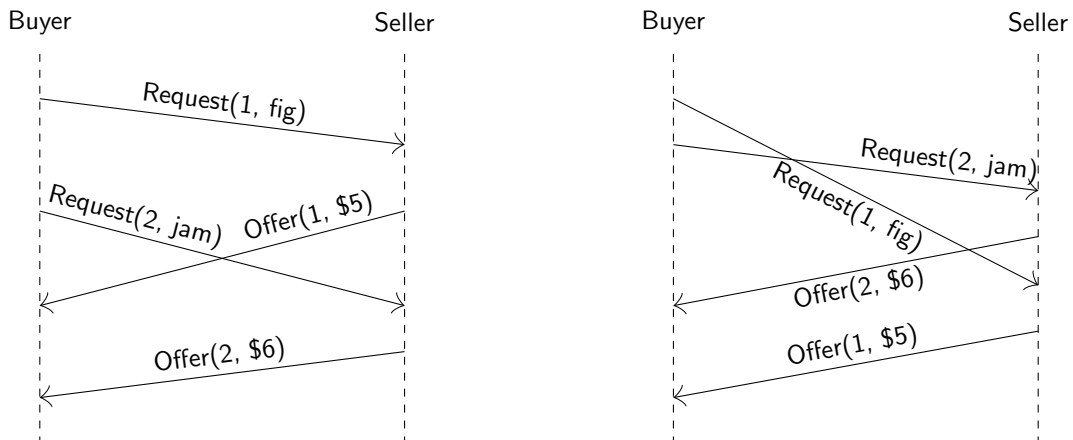 Buyer
Seller
Request(1, fig)
Request(2, jam)
Offer(1, $5)
Offer(2, $6)
Buyer
Seller
Request(2, jam)
Request(1, fig)
Offer(2, $6)
Offer(1, $5)